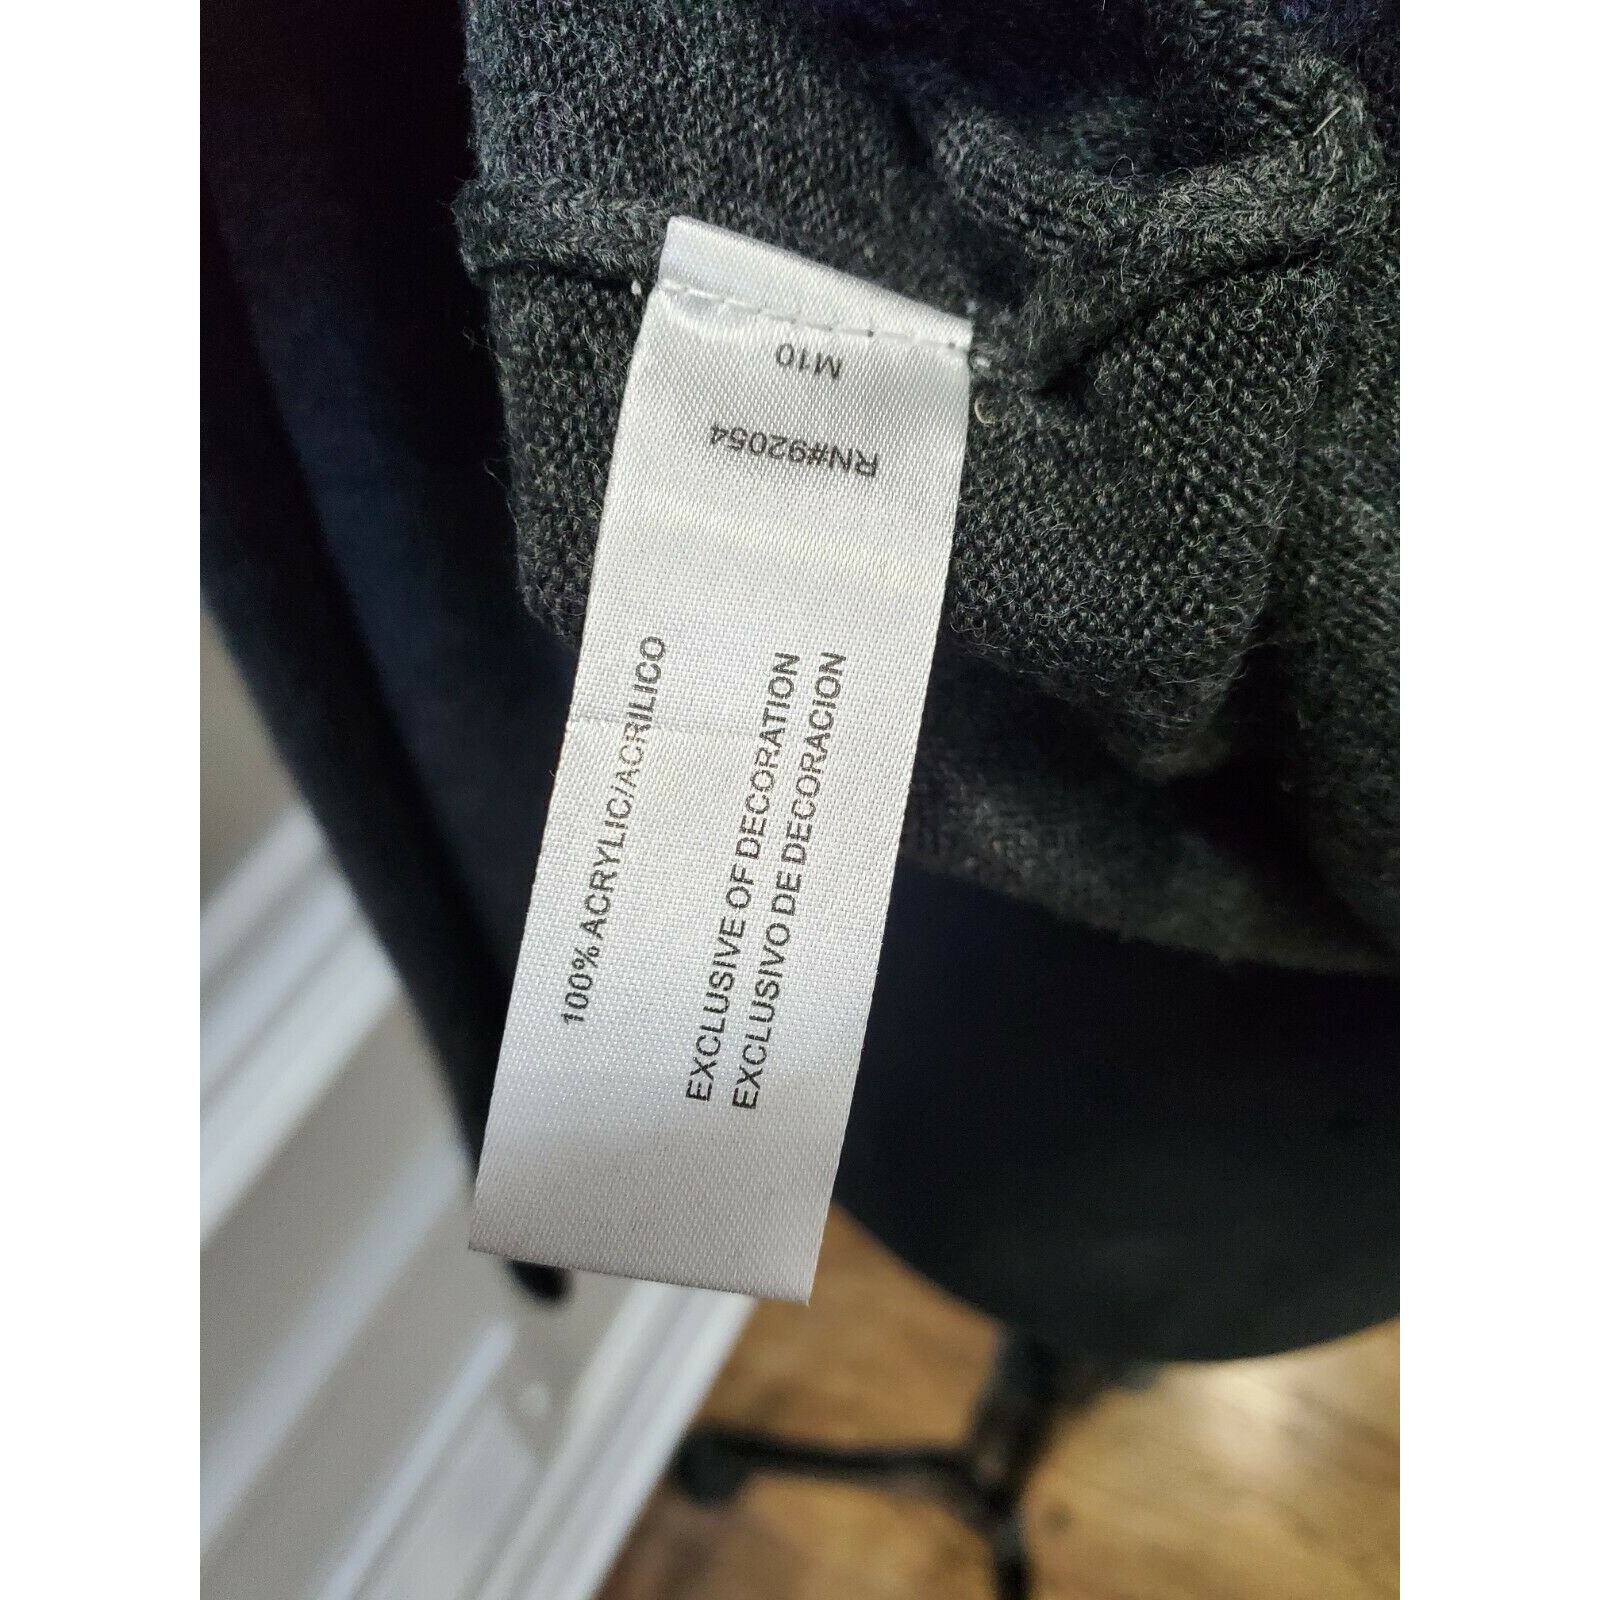 M10
RN#92054
100% ACRYLIC/ACRILICO
EXCLUSIVE OF DECORATION
EXCLUSIVO DE DECORACION